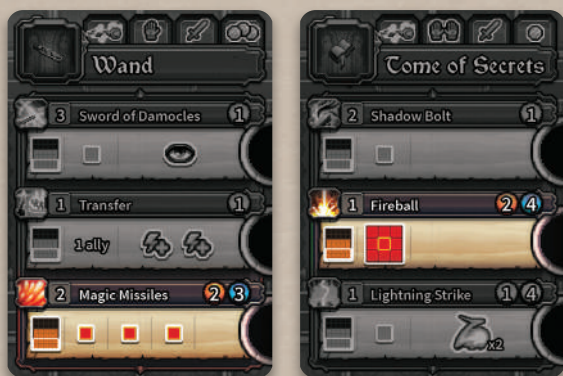 Wand
3 Sword of Damocles 1
1 Transfer 1
1 ally
2 Magic Missiles 2 3
Tome of Secrets
2 Shadow Bolt 1
1 Fireball 2 4
1 Lightning Strike 1 4
x2